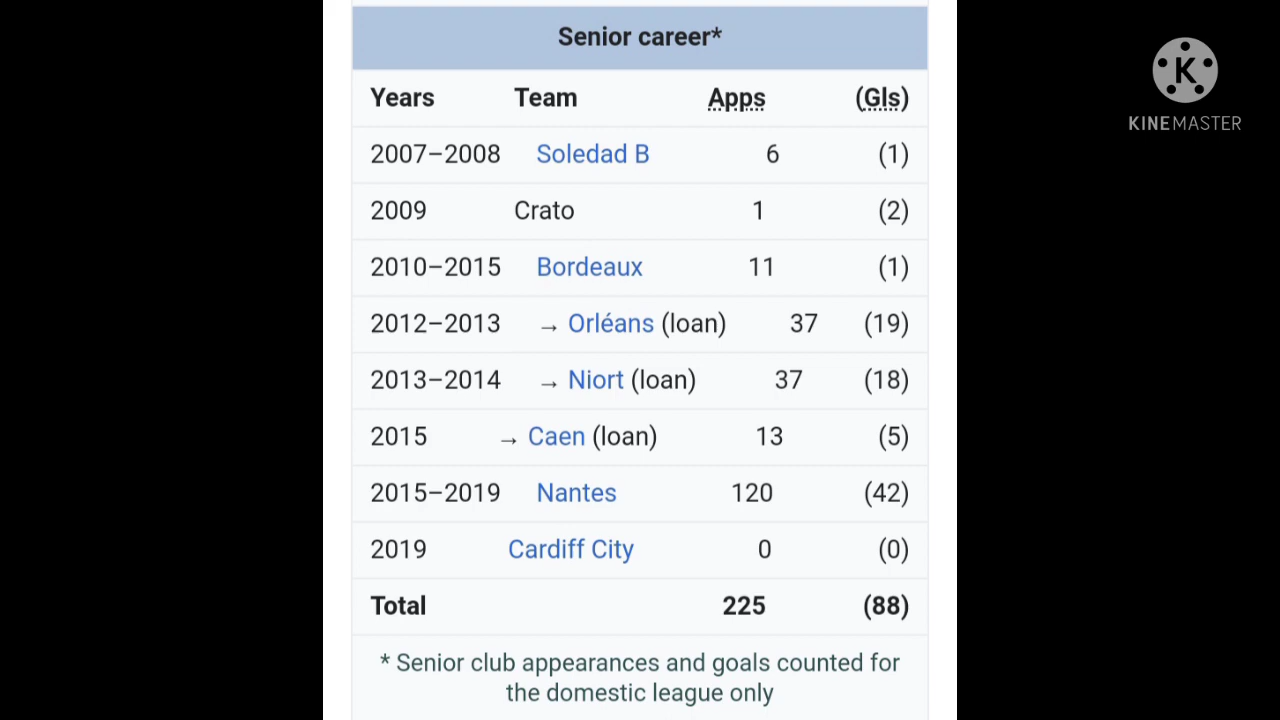 Senior career*
Years Team Apps (Gls)
2007–2008 Soledad B 6 (1)
2009 Crato 1 (2)
2010–2015 Bordeaux 11 (1)
2012–2013 → Orléans (loan) 37 (19)
2013–2014 → Niort (loan) 37 (18)
2015 → Caen (loan) 13 (5)
2015–2019 Nantes 120 (42)
2019 Cardiff City 0 (0)
Total 225 (88)
* Senior club appearances and goals counted for
the domestic league only
K
KINEMASTER